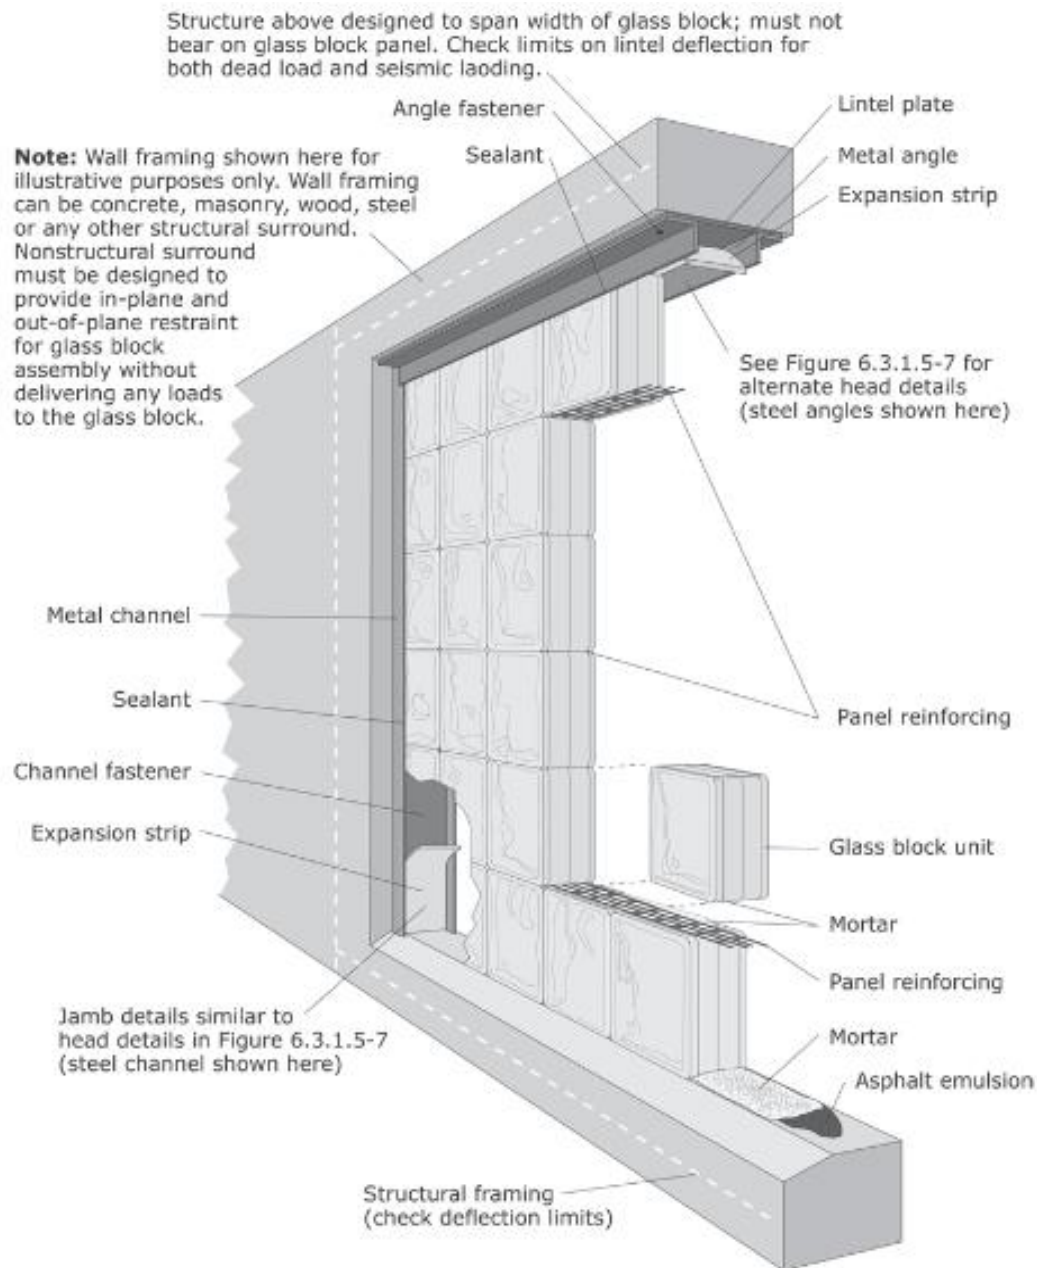 Structure above designed to span width of glass block; must not
bear on glass block panel. Check limits on lintel deflection for
both dead load and seismic laoding.
Angle fastener
Lintel plate
Sealant
Metal angle
Expansion strip
Note: Wall framing shown here for
illustrative purposes only. Wall framing
can be concrete, masonry, wood, steel
or any other structural surround.
Nonstructural surround
must be designed to
provide in-plane and
out-of-plane restraint
for glass block
assembly without
delivering any loads
to the glass block.
See Figure 6.3.1.5-7 for
alternate head details
(steel angles shown here)
Metal channel
Sealant
Panel reinforcing
Channel fastener
Expansion strip
Glass block unit
Mortar
Panel reinforcing
Jamb details similar to
head details in Figure 6.3.1.5-7
(steel channel shown here)
Mortar
Asphalt emulsion
Structural framing
(check deflection limits)